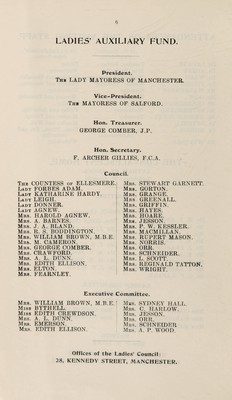 6
LADIES' AUXILIARY FUND.
President.
THE LADY MAYORESS OF MANCHESTER.
Vice-President.
THE MAYORESS OF SALFORD.
Hon. Treasurer.
GEORGE COMBER, J.P.
Hon. Secretary.
F. ARCHER GILLIES, F.C.A.
Council.
THE COUNTESS OF ELLESMERE.
LADY FORBES ADAM.
LADY KATHARINE HARDY.
LADY LEIGH.
LADY DONNER.
LADY AGNEW.
MRS. HAROLD AGNEW.
MRS. A. BARNES.
MRS. J. A. BLAND.
MRS. R. S. BODDINGTON.
MRS. WILLIAM BROWN, M.B.E.
MRS. M. CAMERON.
MRS. GEORGE COMBER.
MRS. CRAWFORD.
MRS. A. L. DUNN.
MRS. EDITH ELLISON.
MRS. ELTON.
MRS. FEARNLEY.
MRS. STEWART GARNETT.
MRS. GORTON.
MRS. GRANGE.
MRS. GREENALL.
MRS. GRIFFIN.
MRS. HAYES.
MRS. HOARE.
MRS. JESSON.
MRS. P. W. KESSLER.
MRS. MACMILLAN.
MRS. RUPERT MASON.
MRS. NORRIS.
MRS. ORR.
MRS. SCHNEIDER.
MRS. L. SCOTT.
MRS. REGINALD TATTON.
MRS. WRIGHT.
Executive Committee.
MRS. WILLIAM BROWN, M.B.E.
MISS BYTHELL.
MISS EDITH CREWDSON.
MRS. A. L. DUNN.
MRS. EMERSON.
MRS. EDITH ELLISON.
MRS. SYDNEY HALL.
MRS. C. HARLOW.
MRS. JESSON.
MRS. ORR.
MRS. SCHNEIDER
MRS. A. P. WOOD.
Offices of the Ladies' Council:
28, KENNEDY STREET, MANCHESTER.